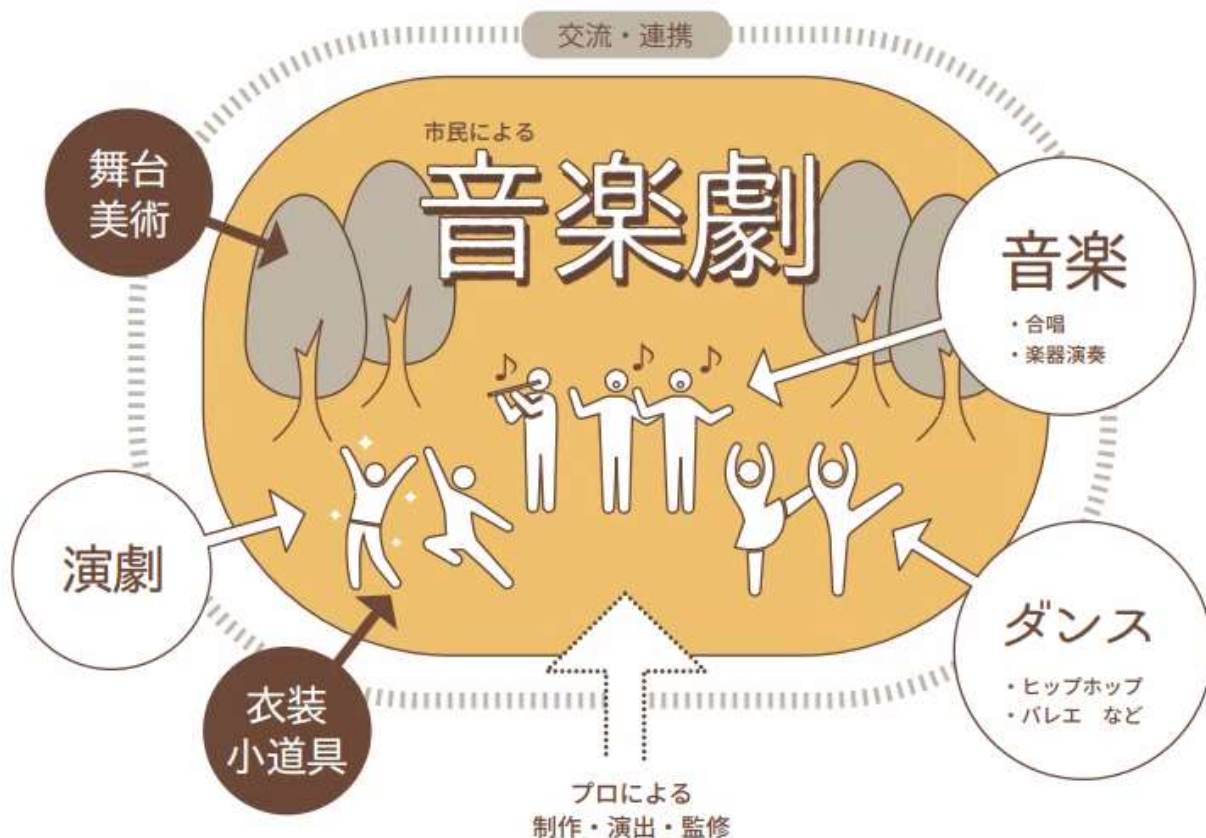 交流・連携
市民による
音楽劇
舞台
美術
音楽
・合唱
・楽器演奏
演劇
ダンス
・ヒップホップ
・バレエ　など
衣装
小道具
プロによる
制作・演出・監修